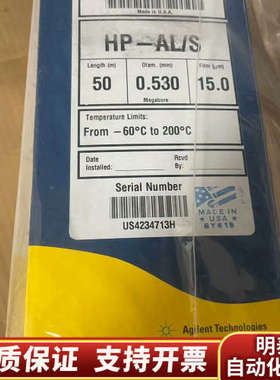 Made in U.S.A.
HP-AL/S
Length (m) Diam. (mm) Film (µm)
50 0.530 15.0
Megabore
Temperature Limits:
From -60°C to 200°C
Date Rcvd
Installed: By:
Serial Number
US4234713H
MADE IN
USA
Agilent Technologies
质保证 支持开票
自动化